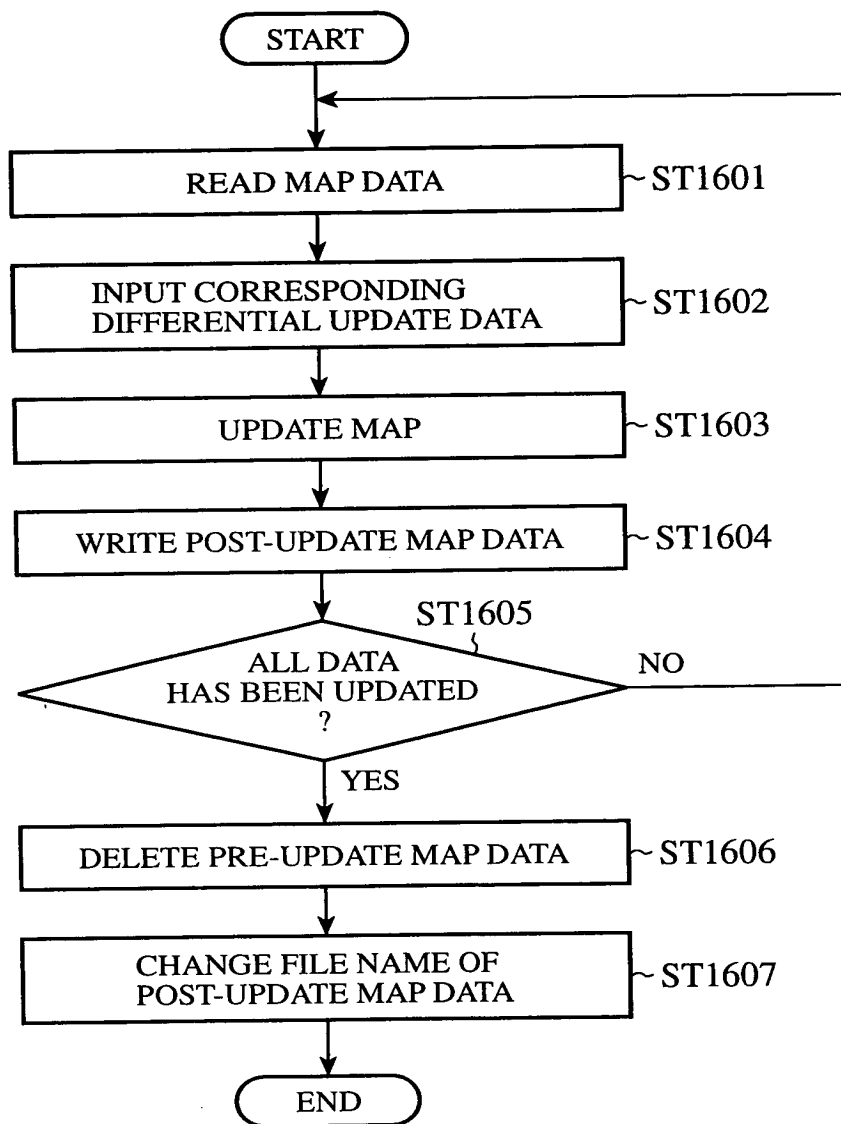 START
READ MAP DATA
ST1601
INPUT CORRESPONDING
DIFFERENTIAL UPDATE DATA
ST1602
UPDATE MAP
ST1603
WRITE POST-UPDATE MAP DATA
ST1604
ST1605
ALL DATA
HAS BEEN UPDATED
?
NO
YES
DELETE PRE-UPDATE MAP DATA
ST1606
CHANGE FILE NAME OF
POST-UPDATE MAP DATA
ST1607
END